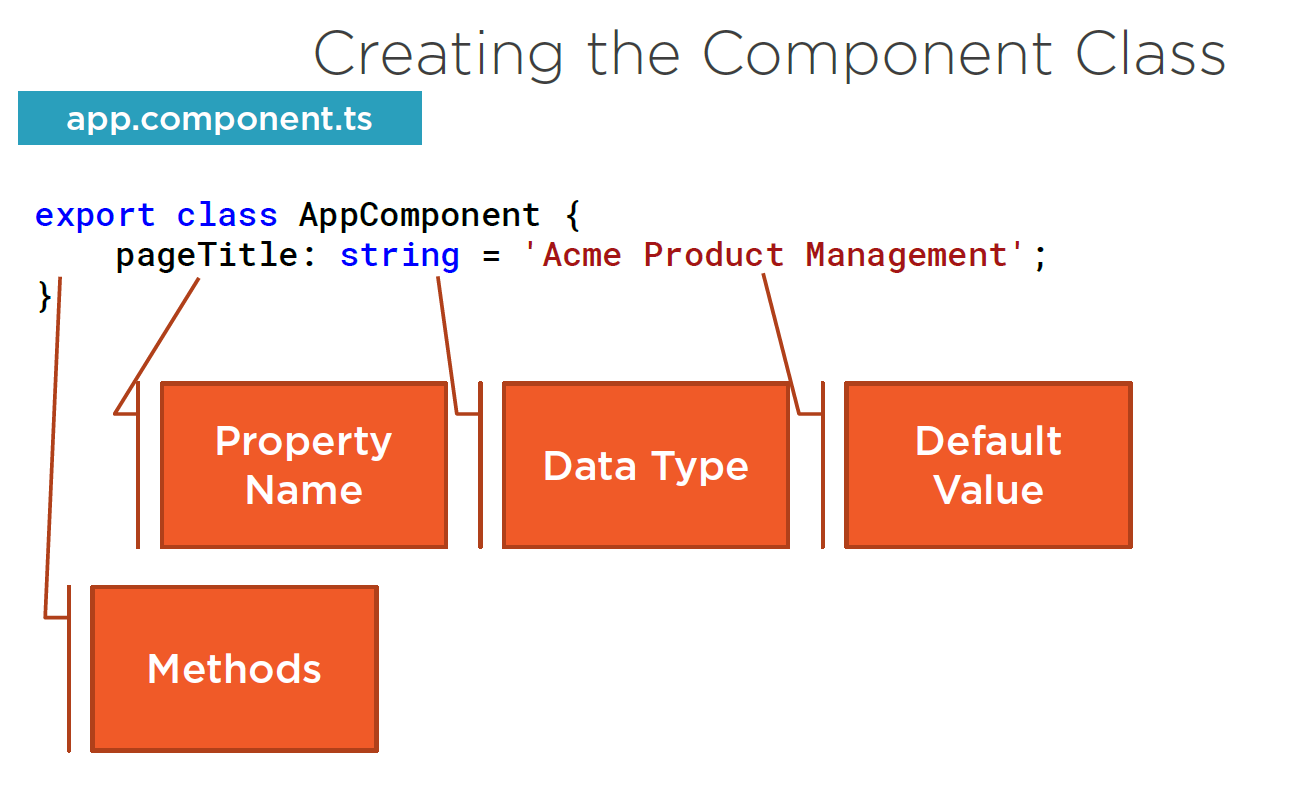 Creating the Component Class
app.component.ts
export class AppComponent {
    pageTitle: string = 'Acme Product Management';
}
Property
Name
Data Type
Default
Value
Methods